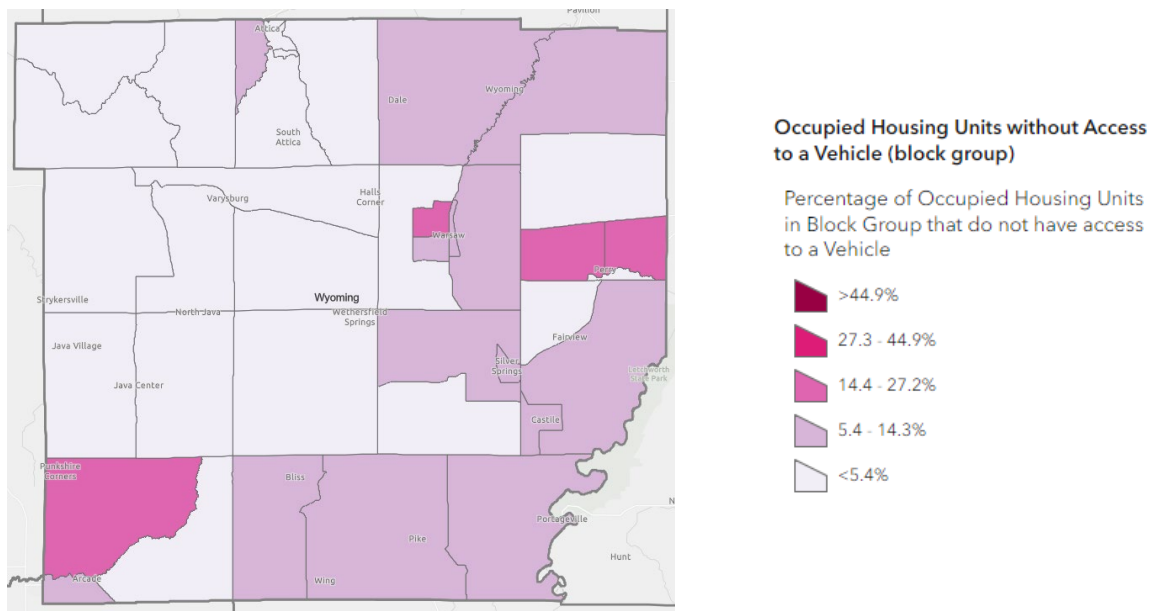 Pavilion
Attica
Wyoming
Dale
South
Attica
Varysburg
Halls
Corner
Warsaw
Perry
Strykersville
Wyoming
North Java
Wethersfield
Springs
Java Village
Fairview
Silver
Springs
Letchworth
State Park
Java Center
Castile
Punkshire
Corners
Bliss
N
Portageville
Pike
Hunt
Arcade
Wing
Occupied Housing Units without Access
to a Vehicle (block group)
Percentage of Occupied Housing Units
in Block Group that do not have access
to a Vehicle
>44.9%
27.3 - 44.9%
14.4 - 27.2%
5.4 - 14.3%
<5.4%